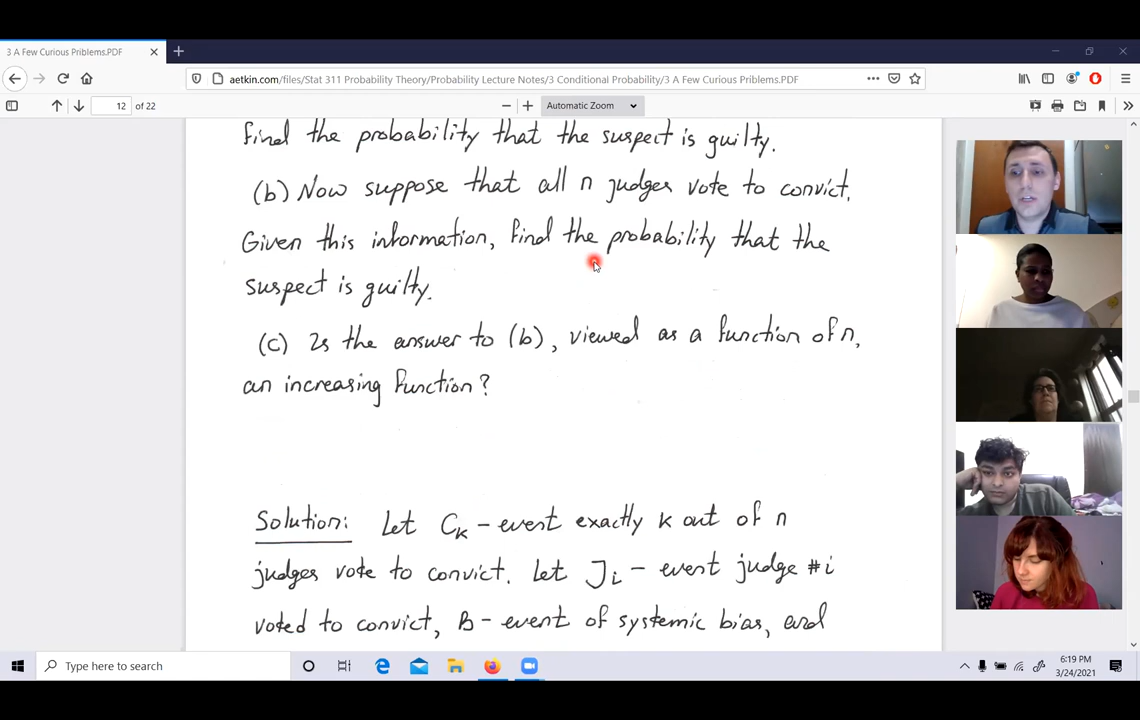 3 A Few Curious Priblems.PDF
aetkin.com/files/Stat 311 Probability Theory/Probability Lecture Notes/3 Conditional Probability/3 A Few Curious Priblems.PDF
12 of 22
Automatic Zoom
find the probability that the suspect is guilty.
(b) Now suppose that all n judges vote to convict.
Given this information, find the probability that the
suspect is guilty.
(c) Is the answer to (b), viewed as a function of n,
an increasing function?
Solution: Let Ck - event exactly k out of n
judges vote to convict. Let Ji - event judge #i
voted to convict, B - event of systemic bias, and
Type here to search
6:19 PM
3/24/2021